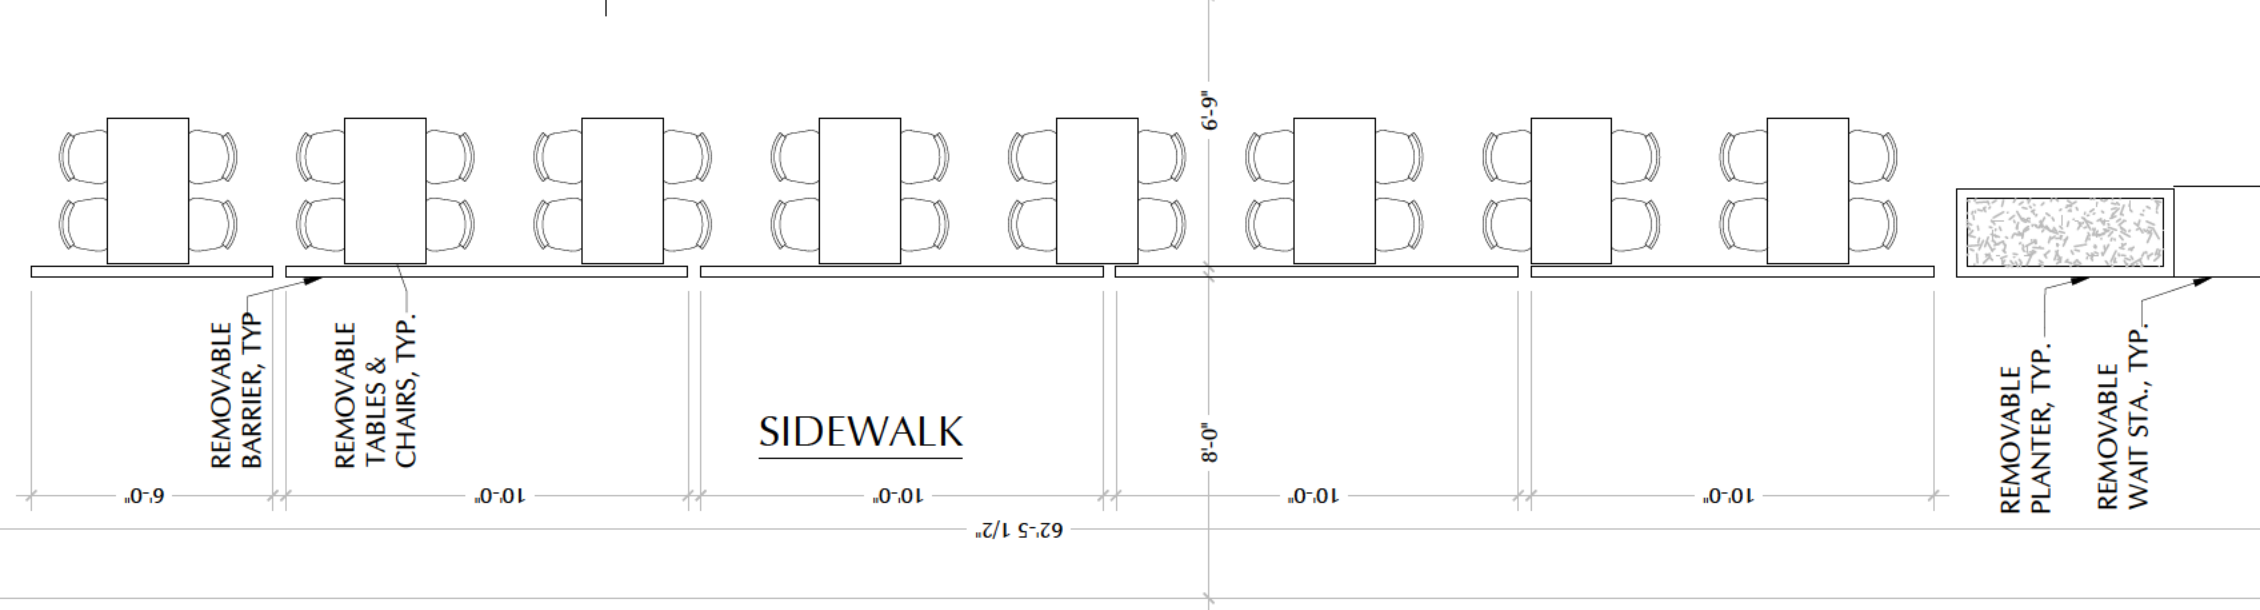 6'-9"
REMOVABLE
BARRIER, TYP
REMOVABLE
TABLES &
CHAIRS, TYP.
SIDEWALK
8'-0"
REMOVABLE
PLANTER, TYP.
REMOVABLE
WAIT STA., TYP.
6'-0"
10'-0"
10'-0"
10'-0"
10'-0"
62'-5 1/2"